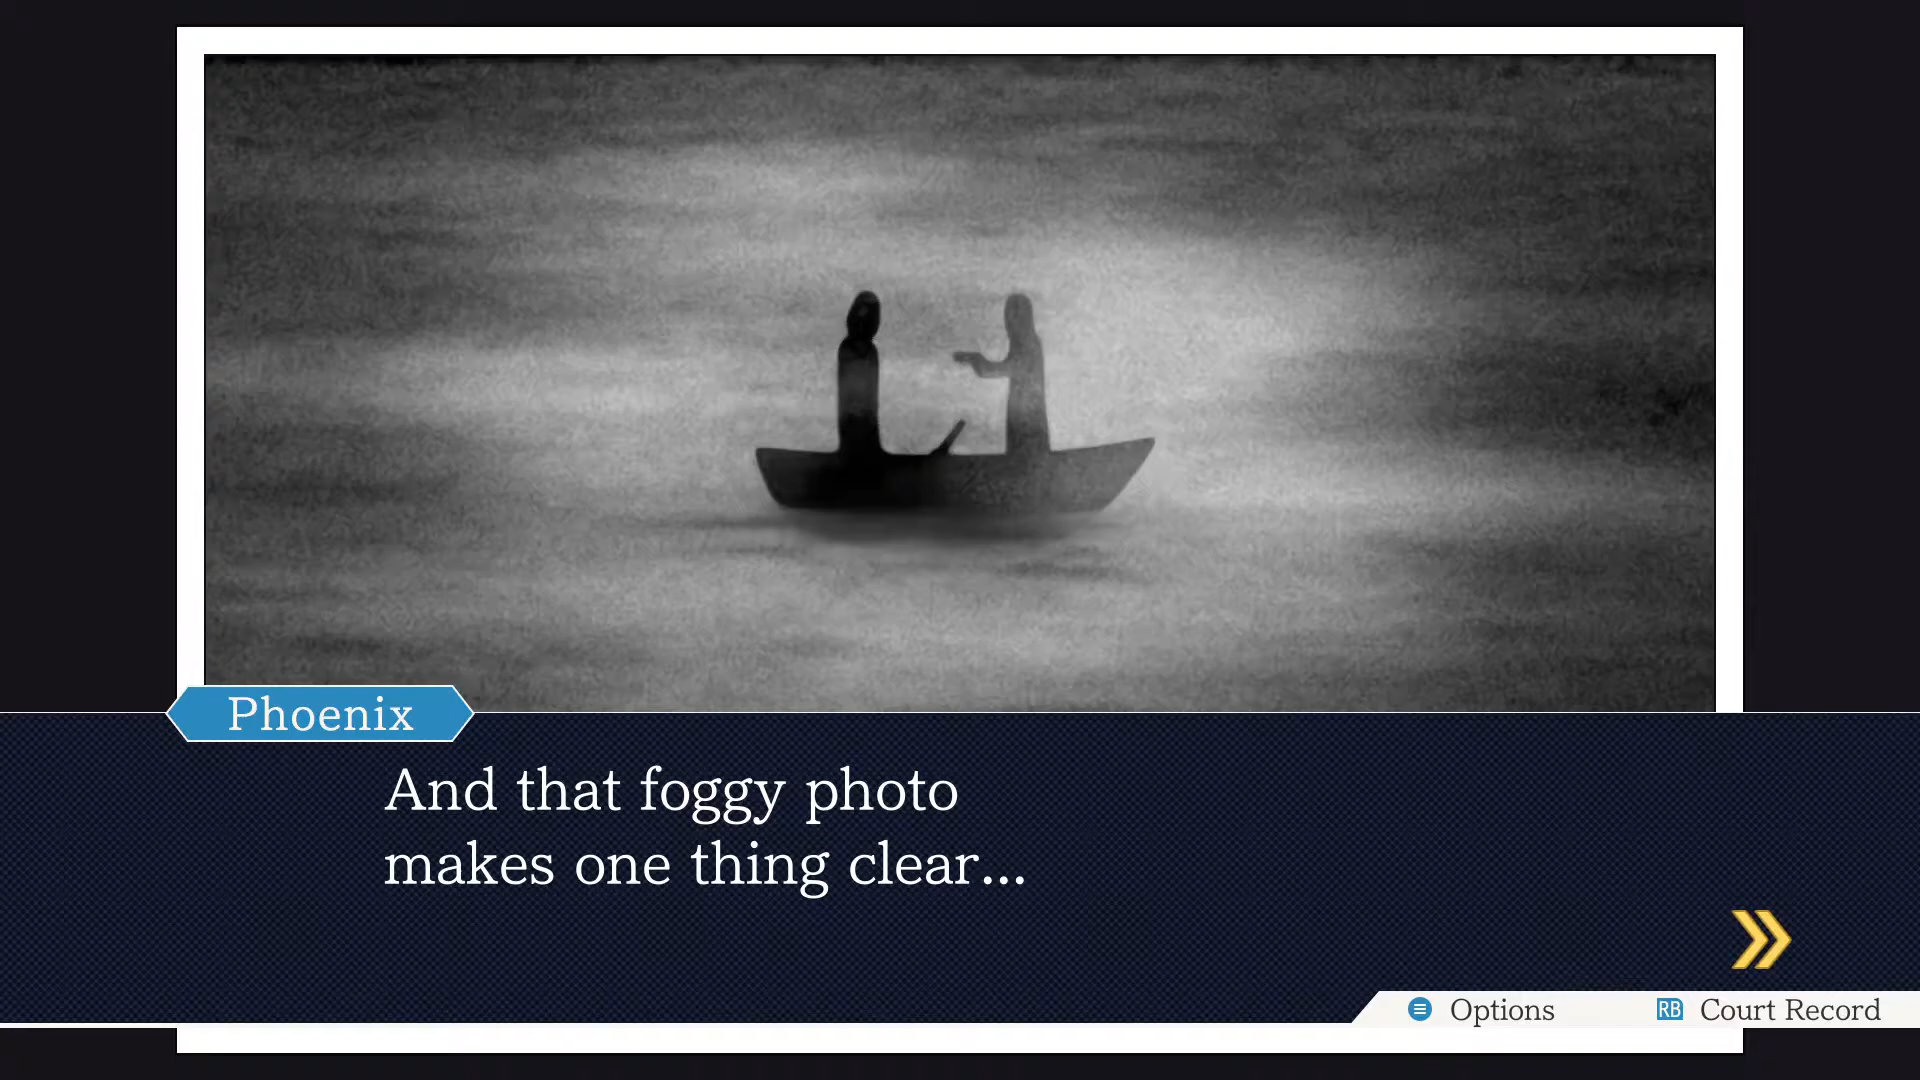 Phoenix
And that foggy photo
makes one thing clear...
Options
RB Court Record